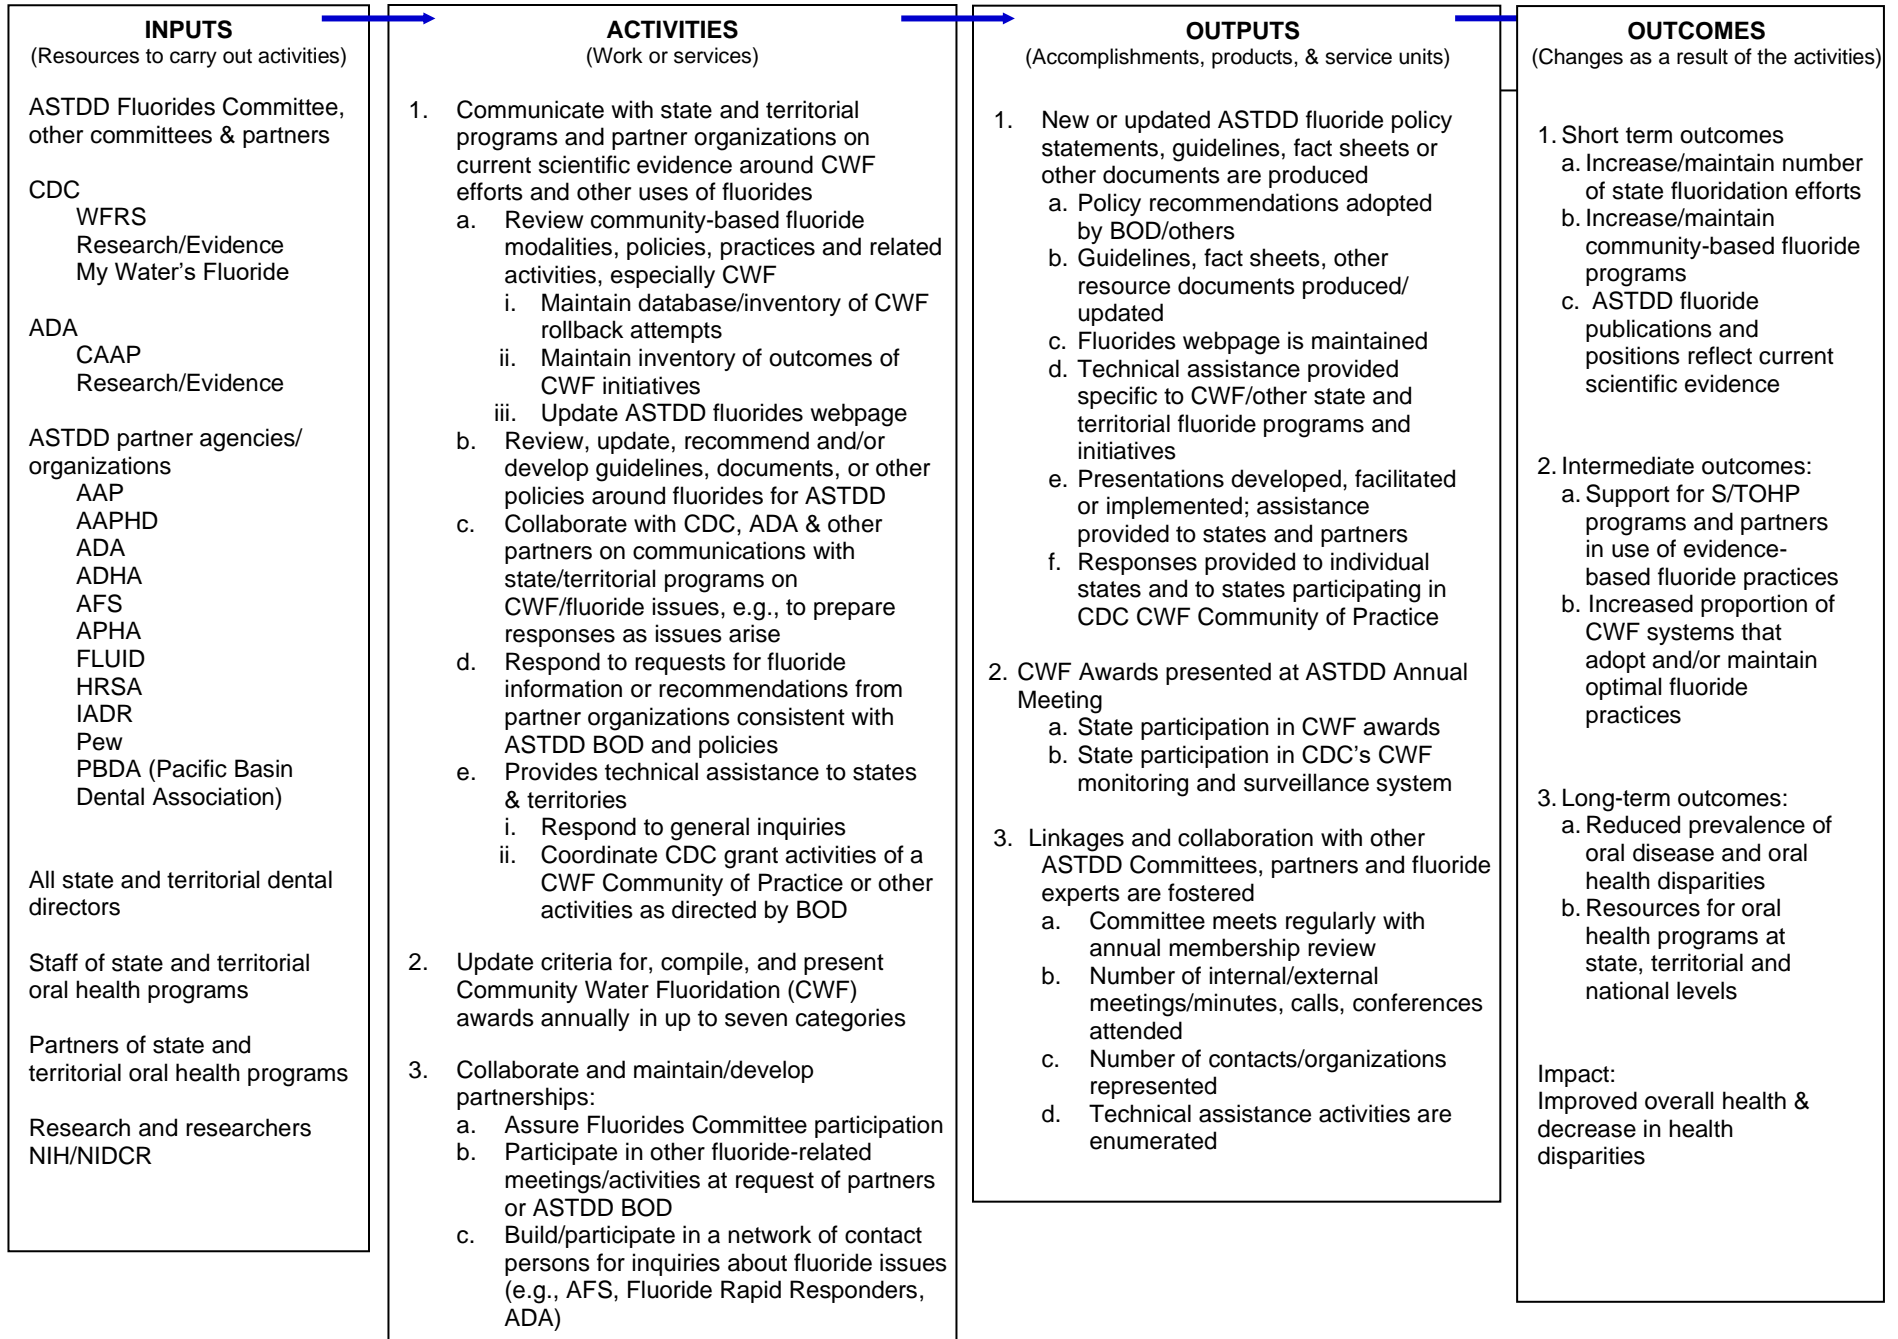 INPUTS
(Resources to carry out activities)
ASTDD Fluorides Committee,
other committees & partners
CDC
WFRS
Research/Evidence
My Water's Fluoride
ADA
CAAP
Research/Evidence
ASTDD partner agencies/
organizations
AAP
AAPHD
ADA
ADHA
AFS
APHA
FLUID
HRSA
IADR
Pew
PBDA (Pacific Basin
Dental Association)
All state and territorial dental
directors
Staff of state and territorial
oral health programs
Partners of state and
territorial oral health programs
Research and researchers
NIH/NIDCR
ACTIVITIES
(Work or services)
1. Communicate with state and territorial
programs and partner organizations on
current scientific evidence around CWF
efforts and other uses of fluorides
a. Review community-based fluoride
modalities, policies, practices and related
activities, especially CWF
i. Maintain database/inventory of CWF
rollback attempts
ii. Maintain inventory of outcomes of
CWF initiatives
iii. Update ASTDD fluorides webpage
b. Review, update, recommend and/or
develop guidelines, documents, or other
policies around fluorides for ASTDD
c. Collaborate with CDC, ADA & other
partners on communications with
state/territorial programs on
CWF/fluoride issues, e.g., to prepare
responses as issues arise
d. Respond to requests for fluoride
information or recommendations from
partner organizations consistent with
ASTDD BOD and policies
e. Provides technical assistance to states
& territories
i. Respond to general inquiries
ii. Coordinate CDC grant activities of a
CWF Community of Practice or other
activities as directed by BOD
2. Update criteria for, compile, and present
Community Water Fluoridation (CWF)
awards annually in up to seven categories
3. Collaborate and maintain/develop
partnerships:
a. Assure Fluorides Committee participation
b. Participate in other fluoride-related
meetings/activities at request of partners
or ASTDD BOD
c. Build/participate in a network of contact
persons for inquiries about fluoride issues
(e.g., AFS, Fluoride Rapid Responders,
ADA)
OUTPUTS
(Accomplishments, products, & service units)
1. New or updated ASTDD fluoride policy
statements, guidelines, fact sheets or
other documents are produced
a. Policy recommendations adopted
by BOD/others
b. Guidelines, fact sheets, other
resource documents produced/
updated
c. Fluorides webpage is maintained
d. Technical assistance provided
specific to CWF/other state and
territorial fluoride programs and
initiatives
e. Presentations developed, facilitated
or implemented; assistance
provided to states and partners
f. Responses provided to individual
states and to states participating in
CDC CWF Community of Practice
2. CWF Awards presented at ASTDD Annual
Meeting
a. State participation in CWF awards
b. State participation in CDC's CWF
monitoring and surveillance system
3. Linkages and collaboration with other
ASTDD Committees, partners and fluoride
experts are fostered
a. Committee meets regularly with
annual membership review
b. Number of internal/external
meetings/minutes, calls, conferences
attended
c. Number of contacts/organizations
represented
d. Technical assistance activities are
enumerated
OUTCOMES
(Changes as a result of the activities)
1. Short term outcomes
a. Increase/maintain number
of state fluoridation efforts
b. Increase/maintain
community-based fluoride
programs
c. ASTDD fluoride
publications and
positions reflect current
scientific evidence
2. Intermediate outcomes:
a. Support for S/TOHP
programs and partners
in use of evidence-
based fluoride practices
b. Increased proportion of
CWF systems that
adopt and/or maintain
optimal fluoride
practices
3. Long-term outcomes:
a. Reduced prevalence of
oral disease and oral
health disparities
b. Resources for oral
health programs at
state, territorial and
national levels
Impact:
Improved overall health &
decrease in health
disparities